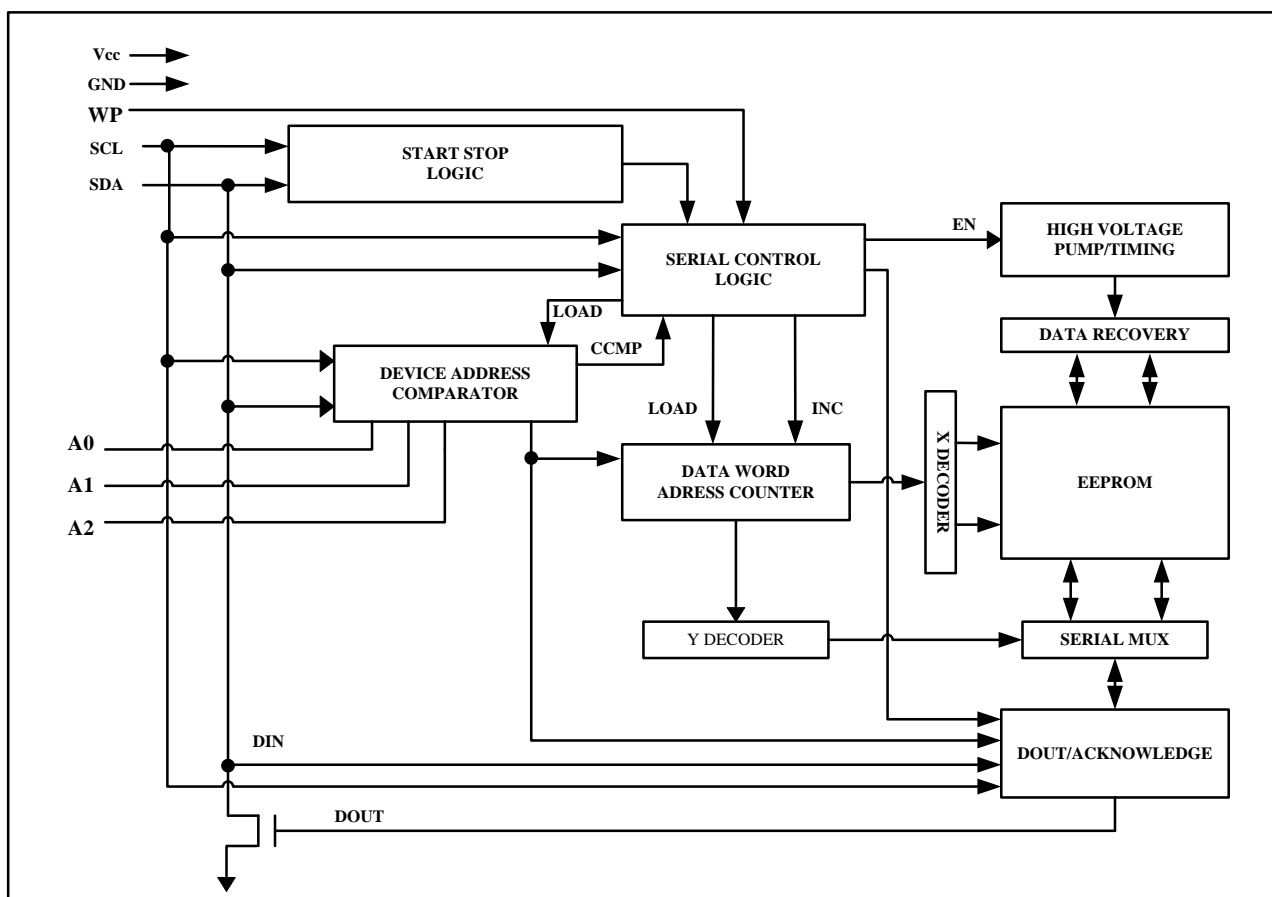 Vcc
GND
WP
SCL
SDA
START STOP
LOGIC
SERIAL CONTROL
LOGIC
EN
HIGH VOLTAGE
PUMP/TIMING
LOAD
CCMP
DATA RECOVERY
DEVICE ADDRESS
COMPARATOR
LOAD
INC
A0
A1
A2
DATA WORD
ADRESS COUNTER
X DECODER
EEPROM
Y DECODER
SERIAL MUX
DIN
DOUT/ACKNOWLEDGE
DOUT